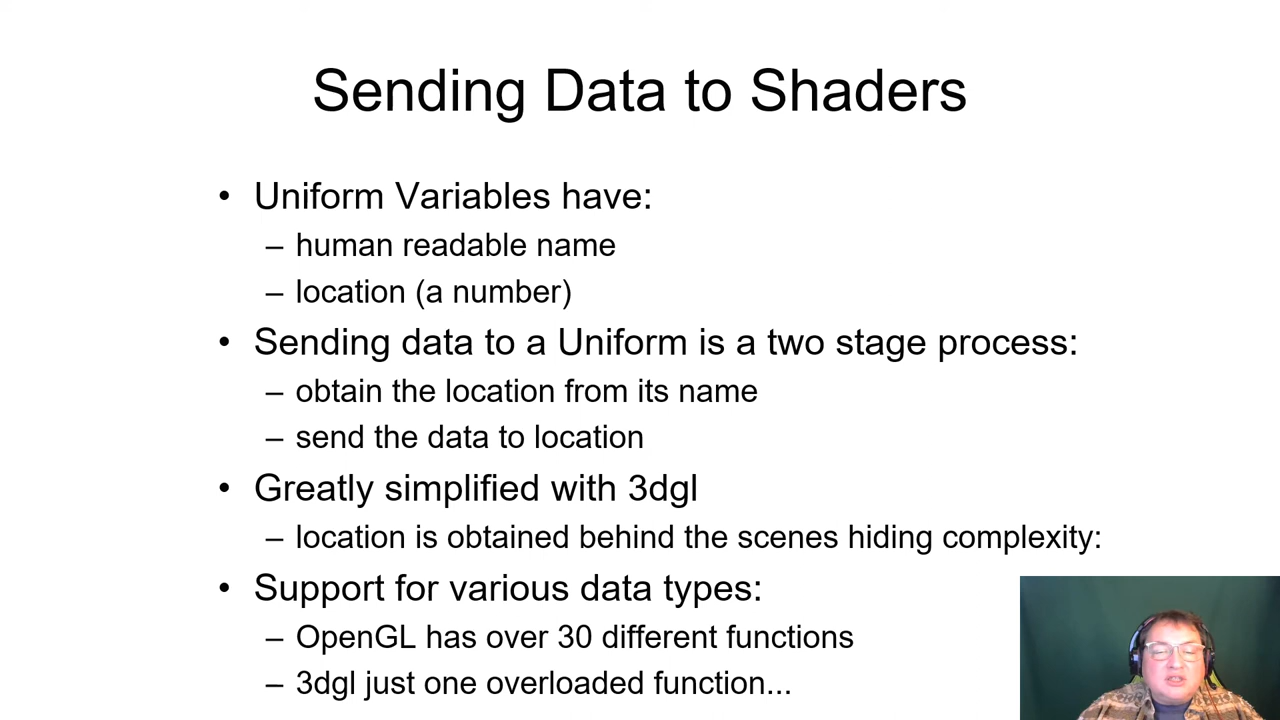 Sending Data to Shaders
• Uniform Variables have:
– human readable name
– location (a number)
• Sending data to a Uniform is a two stage process:
– obtain the location from its name
– send the data to location
• Greatly simplified with 3dgl
– location is obtained behind the scenes hiding complexity:
• Support for various data types:
– OpenGL has over 30 different functions
– 3dgl just one overloaded function...